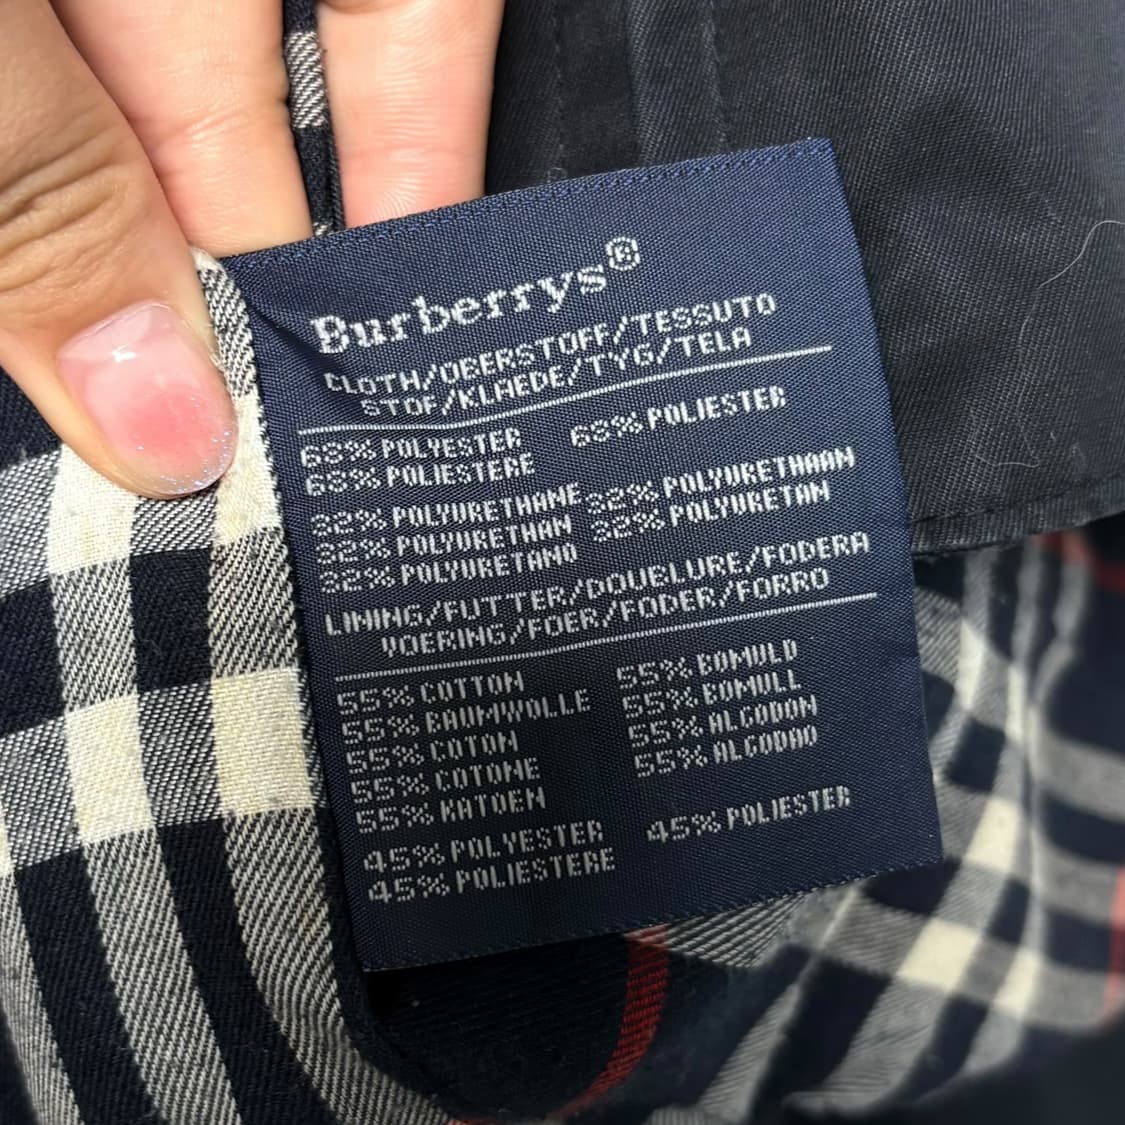 Burberrys®
CLOTH/OBERSTOFF/TESSUTO
STOF/KLAEDE/TYG/TELA
68% POLYESTER
68% POLIESTERE
68% POLIESTER
32% POLYURETHANE
32% POLYURETHAN
32% POLYURETANO
32% POLYURETHAAN
32% POLYURETAN
LINING/FUTTER/DOUBLURE/FODERA
VOERING/FOER/FODER/FORRO
55% COTTON
55% BAUMWOLLE
55% COTON
55% COTONE
55% KATOEN
55% BOMULD
55% BOMULL
55% ALGODON
55% ALGODAO
45% POLYESTER
45% POLIESTERE
45% POLIESTER